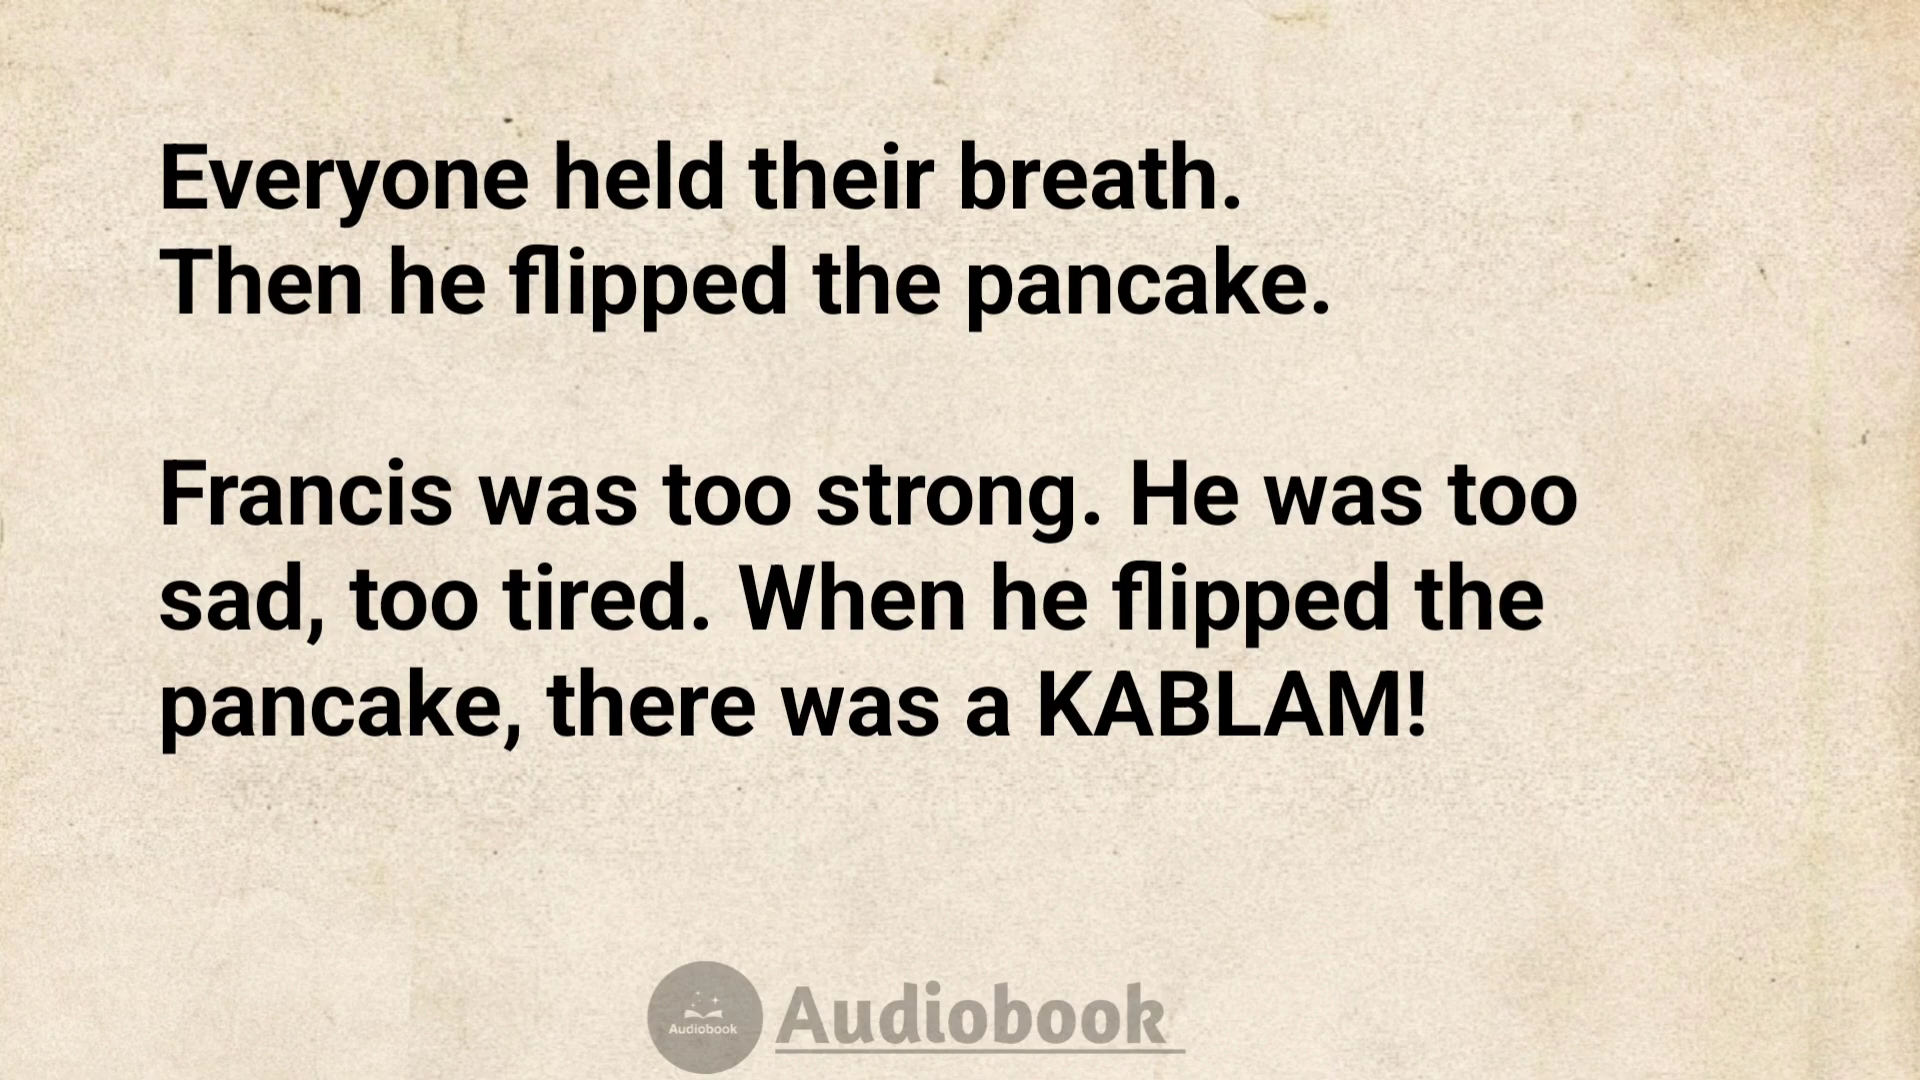 Everyone held their breath.
Then he flipped the pancake.
Francis was too strong. He was too
sad, too tired. When he flipped the
pancake, there was a KABLAM!
Audiobook
Audiobook